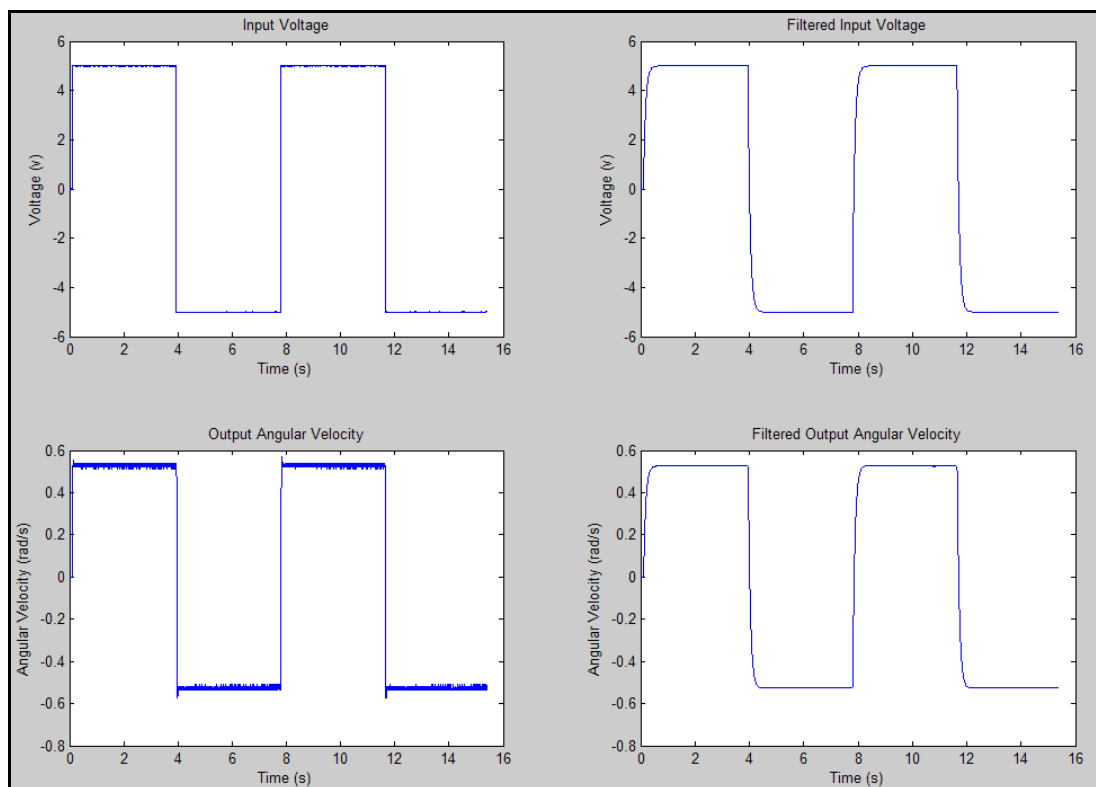 Input Voltage
6
4
2
0
-2
-4
-6
Voltage (v)
0 2 4 6 8 10 12 14 16
Time (s)
Filtered Input Voltage
6
4
2
0
-2
-4
-6
Voltage (v)
0 2 4 6 8 10 12 14 16
Time (s)
Output Angular Velocity
0.6
0.4
0.2
0
-0.2
-0.4
-0.6
-0.8
Angular Velocity (rad/s)
0 2 4 6 8 10 12 14 16
Time (s)
Filtered Output Angular Velocity
0.6
0.4
0.2
0
-0.2
-0.4
-0.6
-0.8
Angular Velocity (rad/s)
0 2 4 6 8 10 12 14 16
Time (s)